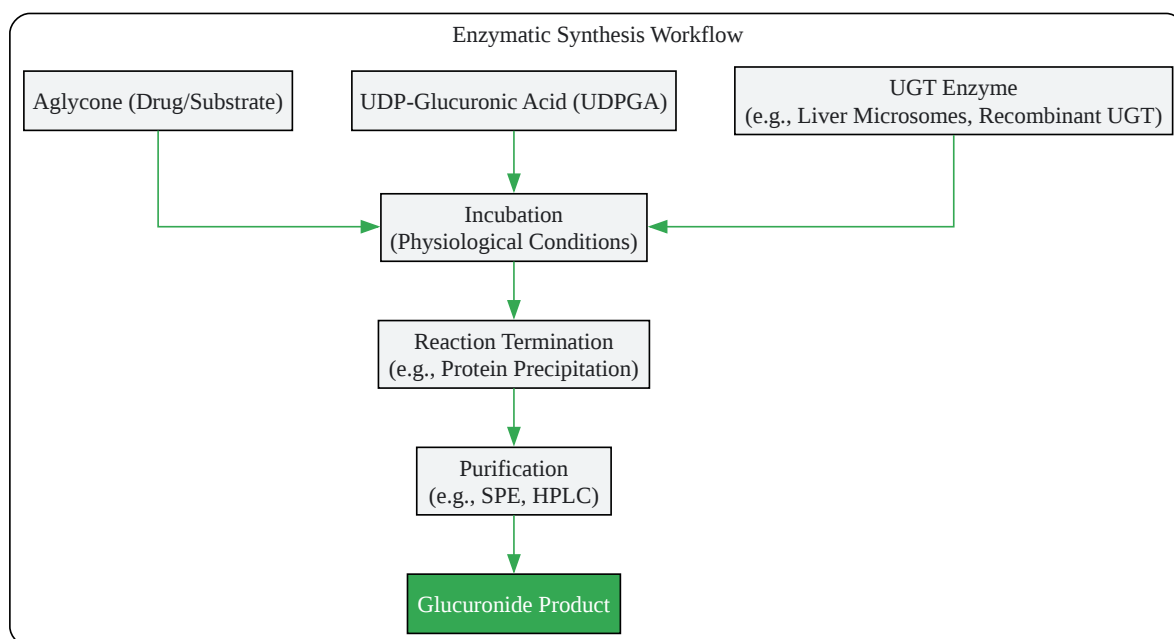 Enzymatic Synthesis Workflow
Aglycone (Drug/Substrate)
UDP-Glucuronic Acid (UDPGA)
UGT Enzyme
(e.g., Liver Microsomes, Recombinant UGT)
Incubation
(Physiological Conditions)
Reaction Termination
(e.g., Protein Precipitation)
Purification
(e.g., SPE, HPLC)
Glucuronide Product